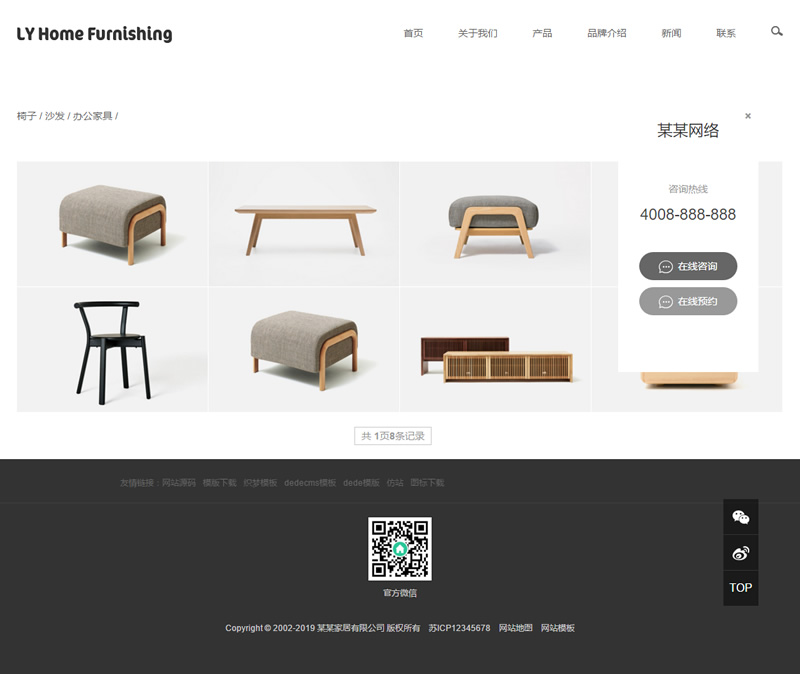 LY Home Furnishing
首页 关于我们 产品 品牌介绍 新闻 联系
椅子 / 沙发 / 办公家具 /
×
某某网络
咨询热线
4008-888-888
在线咨询
在线预约
共 1页8条记录
友情链接：网站源码 模版下载 织梦模板 dedecms模板 dede模版 仿站 图标下载
TOP
官方微信
Copyright © 2002-2019 某某家居有限公司 版权所有 苏ICP12345678 网站地图 网站模板